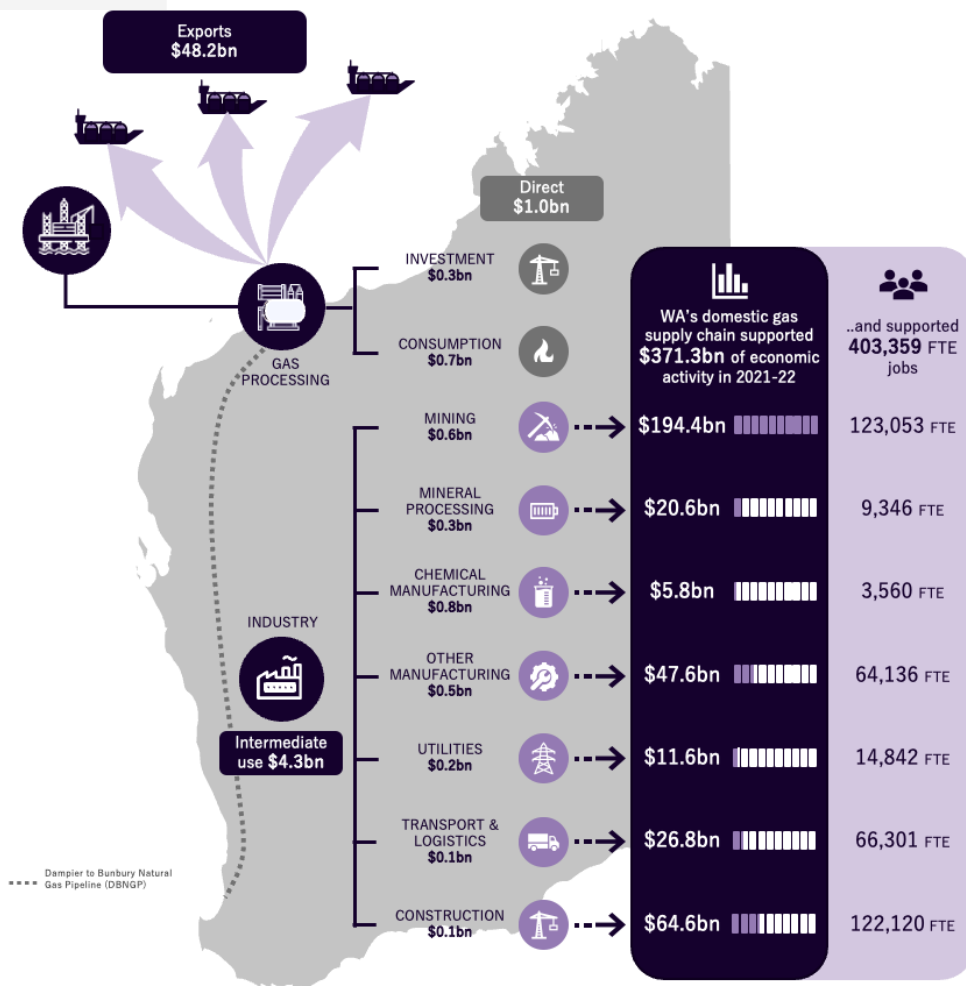 Exports
$48.2bn
Direct
$1.0bn
INVESTMENT
$0.3bn
CONSUMPTION
$0.7bn
GAS
PROCESSING
WA's domestic gas
supply chain supported
$371.3bn of economic
activity in 2021-22
..and supported
403,359 FTE
jobs
MINING
$0.6bn
$194.4bn
123,053 FTE
MINERAL
PROCESSING
$0.3bn
$20.6bn
9,346 FTE
CHEMICAL
MANUFACTURING
$0.8bn
$5.8bn
3,560 FTE
INDUSTRY
Intermediate
use $4.3bn
OTHER
MANUFACTURING
$0.5bn
$47.6bn
64,136 FTE
UTILITIES
$0.2bn
$11.6bn
14,842 FTE
TRANSPORT &
LOGISTICS
$0.1bn
$26.8bn
66,301 FTE
CONSTRUCTION
$0.1bn
$64.6bn
122,120 FTE
Dampier to Bunbury Natural
Gas Pipeline (DBNGP)